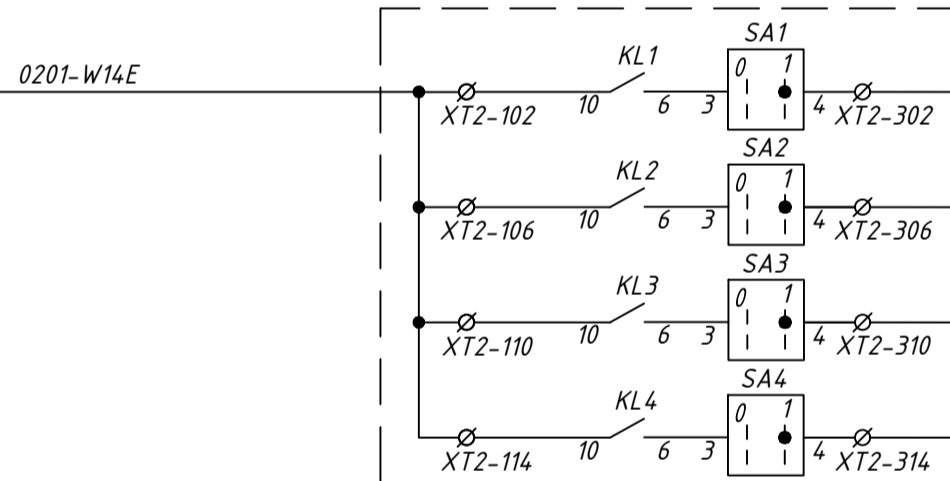 SA1
KL1
0201-W14E
0 1
XT2-102 10 6 3 4 XT2-302
SA2
KL2
0 1
XT2-106 10 6 3 4 XT2-306
SA3
KL3
0 1
XT2-110 10 6 3 4 XT2-310
SA4
KL4
0 1
XT2-114 10 6 3 4 XT2-314